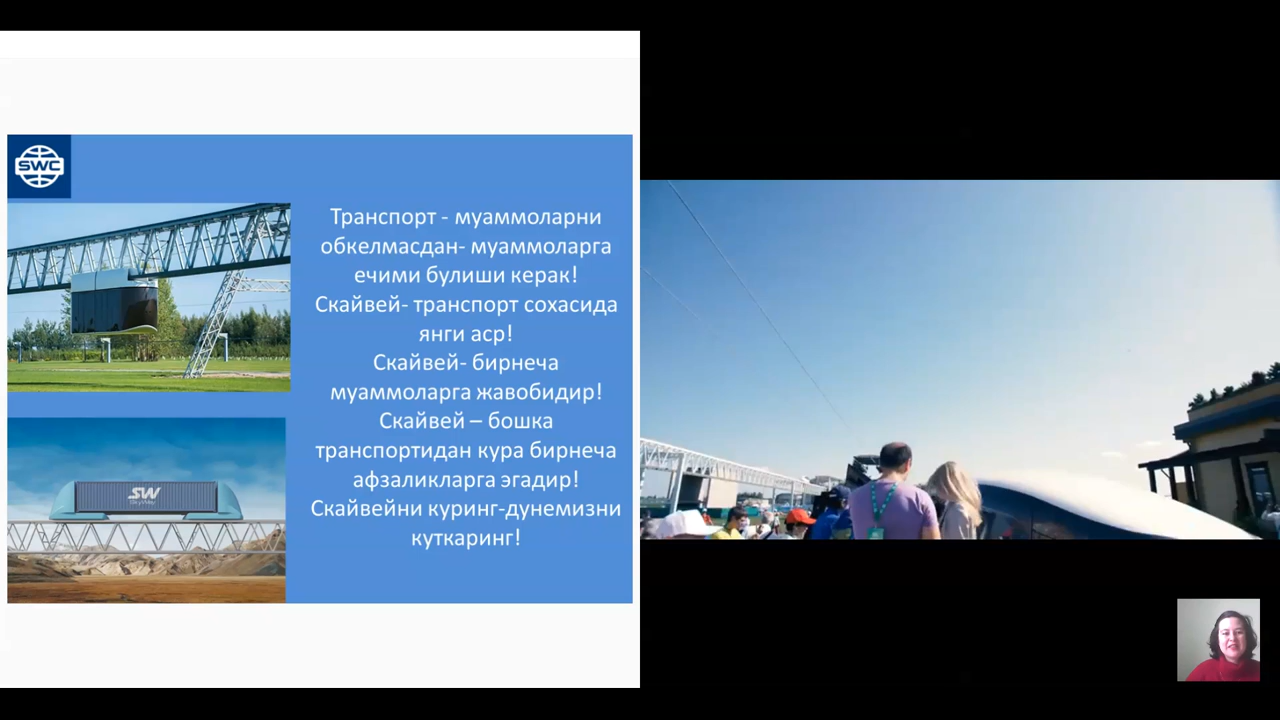 SWC
Транспорт - муаммоларни
обкелмасдан- муаммоларга
ечими булиши керак!
Скайвей- транспорт сохасида
янги аср!
Скайвей- бирнеча
муаммоларга жавобидир!
Скайвей – бошка
транспортидан кура бирнеча
афзаликларга эгадир!
Скайвейни куринг-дунемизни
куткаринг!
SW
SkyWay